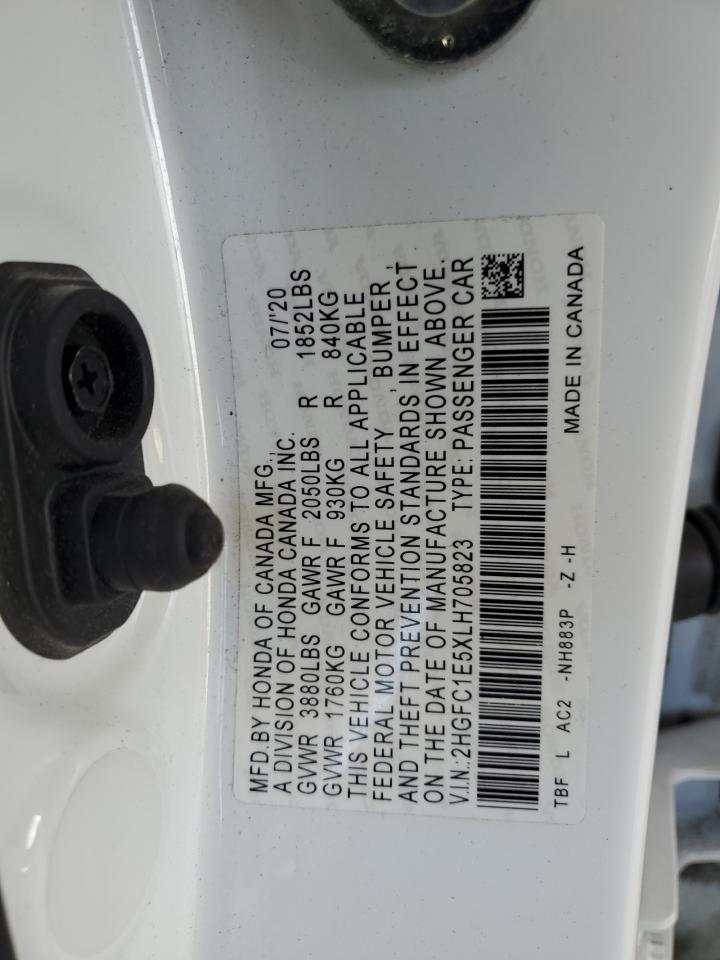 MFD.BY HONDA OF CANADA MFG., 07/'20
A DIVISION OF HONDA CANADA INC.
GVWR 3880LBS GAWR F 2050LBS R 1852LBS
GVWR 1760KG GAWR F 930KG R 840KG
THIS VEHICLE CONFORMS TO ALL APPLICABLE
FEDERAL MOTOR VEHICLE SAFETY, BUMPER,
AND THEFT PREVENTION STANDARDS IN EFFECT
ON THE DATE OF MANUFACTURE SHOWN ABOVE.
V.I.N.:2HGFC1E5XLH705823 TYPE: PASSENGER CAR
TBF L AC2 -NH883P -Z -H MADE IN CANADA